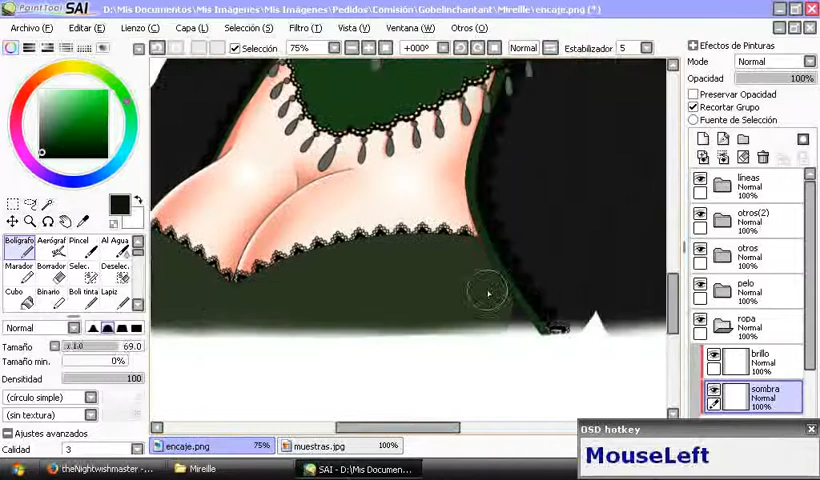 PaintTool SAI D:\Mis Documentos\Mis Imágenes\Mis Imágenes\Pedidos\Comisión\Gobelinchantant\Mireille\encaje.png (*)
Archivo (F) Editar (E) Lienzo (C) Capa (L) Selección (S) Filtro (T) Vista (V) Ventana (W) Otros (O)
Selección 75% +000° Normal Estabilizador 5
Efectos de Pinturas
Modo Normal
Opacidad 100%
Preservar Opacidad
Recortar Grupo
Fuente de Selección
líneas
Normal
100%
otros(2)
Normal
100%
otros
Normal
100%
pelo
Normal
100%
ropa
Normal
100%
brillo
Normal
100%
sombra
Normal
100%
Bolígrafo Aerógraf Pincel Al Agua
Marador Borrador Selec. Deselec.
Cubo Binario Boli tinta Lapiz
Normal
Tamaño x 1.0 69.0
Tamaño min. 0%
Densitidad 100
(círculo simple)
(sin textura)
Ajustes avanzados
Calidad 3
encaje.png 75% muestras.jpg 100%
OSD hotkey
MouseLeft
theNightwishmaster -... Mireille SAI - D:\Mis Documen...